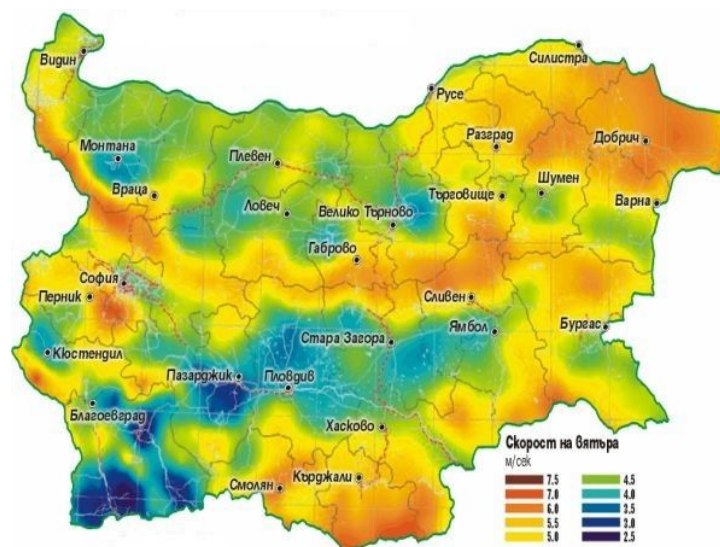 Видин
Силистра
Русе
Монтана
Плевен
Разград
Добрич
Враца
Ловеч
Велико Търново
Търговище
Шумен
Варна
Габрово
София
Перник
Сливен
Ямбол
Бургас
Стара Загора
Кюстендил
Пазарджик
Пловдив
Благоевград
Хасково
Смолян
Кърджали
Скорост на вятъра
м/сек
7.5 4.5
7.0 4.0
6.0 3.5
5.5 3.0
5.0 2.5